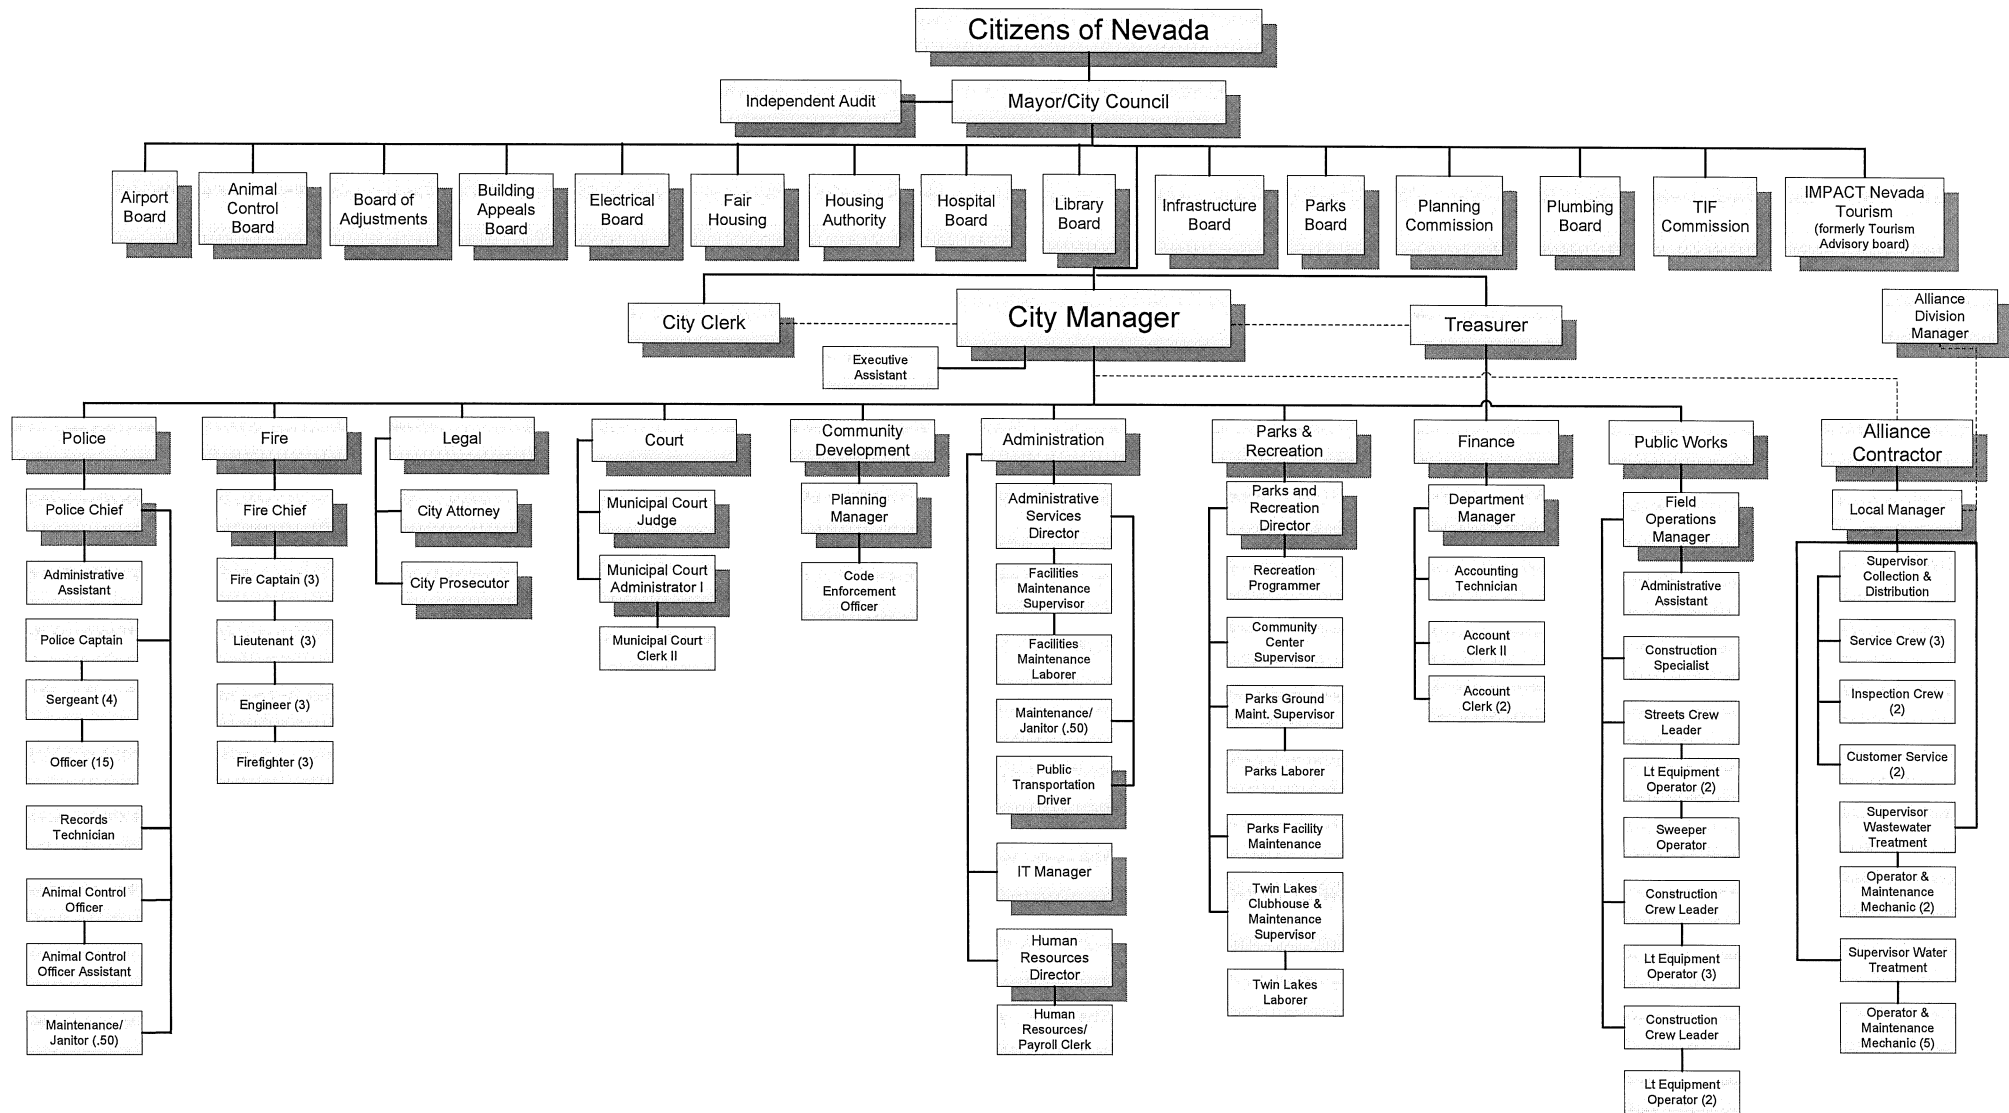 Citizens of Nevada
Independent Audit
Mayor/City Council
Airport
Board
Animal
Control
Board
Board of
Adjustments
Building
Appeals
Board
Electrical
Board
Fair
Housing
Housing
Authority
Hospital
Board
Library
Board
Infrastructure
Board
Parks
Board
Planning
Commission
Plumbing
Board
TIF
Commission
IMPACT Nevada
Tourism
(formerly Tourism
Advisory board)
City Clerk
City Manager
Treasurer
Alliance
Division
Manager
Executive
Assistant
Police
Police Chief
Administrative
Assistant
Police Captain
Sergeant (4)
Officer (15)
Records
Technician
Animal Control
Officer
Animal Control
Officer Assistant
Maintenance/
Janitor (.50)
Fire
Fire Chief
Fire Captain (3)
Lieutenant (3)
Engineer (3)
Firefighter (3)
Legal
City Attorney
City Prosecutor
Court
Municipal Court
Judge
Municipal Court
Administrator I
Municipal Court
Clerk II
Community
Development
Planning
Manager
Code
Enforcement
Officer
Administration
Administrative
Services
Director
Facilities
Maintenance
Supervisor
Facilities
Maintenance
Laborer
Maintenance/
Janitor (.50)
Public
Transportation
Driver
IT Manager
Human
Resources
Director
Human
Resources/
Payroll Clerk
Parks &
Recreation
Parks and
Recreation
Director
Recreation
Programmer
Community
Center
Supervisor
Parks Ground
Maint. Supervisor
Parks Laborer
Parks Facility
Maintenance
Twin Lakes
Clubhouse &
Maintenance
Supervisor
Twin Lakes
Laborer
Finance
Department
Manager
Accounting
Technician
Account
Clerk II
Account
Clerk (2)
Public Works
Field
Operations
Manager
Administrative
Assistant
Construction
Specialist
Streets Crew
Leader
Lt Equipment
Operator (2)
Sweeper
Operator
Construction
Crew Leader
Lt Equipment
Operator (3)
Construction
Crew Leader
Lt Equipment
Operator (2)
Alliance
Contractor
Local Manager
Supervisor
Collection &
Distribution
Service Crew (3)
Inspection Crew
(2)
Customer Service
(2)
Supervisor
Wastewater
Treatment
Operator &
Maintenance
Mechanic (2)
Supervisor Water
Treatment
Operator &
Maintenance
Mechanic (5)